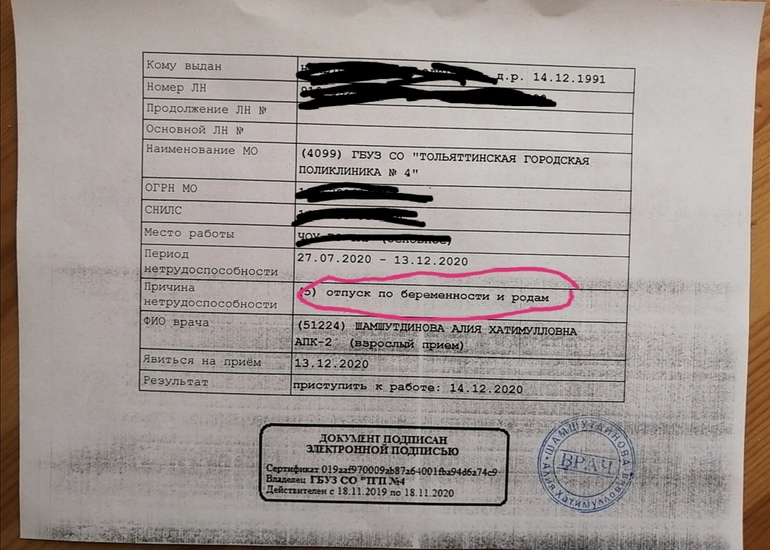 Кому выдан д.р. 14.12.1991
Номер ЛН
Продолжение ЛН №
Основной ЛН №
Наименование МО (4099) ГБУЗ СО "ТОЛЬЯТТИНСКАЯ ГОРОДСКАЯ
ПОЛИКЛИНИКА № 4"
ОГРН МО
СНИЛС
Место работы
Период
нетрудоспособности 27.07.2020 - 13.12.2020
Причина
нетрудоспособности (5) отпуск по беременности и родам
ФИО врача (51224) ШАМШУТДИНОВА АЛИЯ ХАТИМУЛЛОВНА
АПК-2 (взрослый прием)
Явиться на приём 13.12.2020
Результат приступить к работе: 14.12.2020
ДОКУМЕНТ ПОДПИСАН
ЭЛЕКТРОННОЙ ПОДПИСЬЮ
Сертификат
Владелец ГБУЗ СО "ТГП №4
Действителен с 18.11.2019 по 18.11.2020
ШАМШУТДИНОВА
ВРАЧ